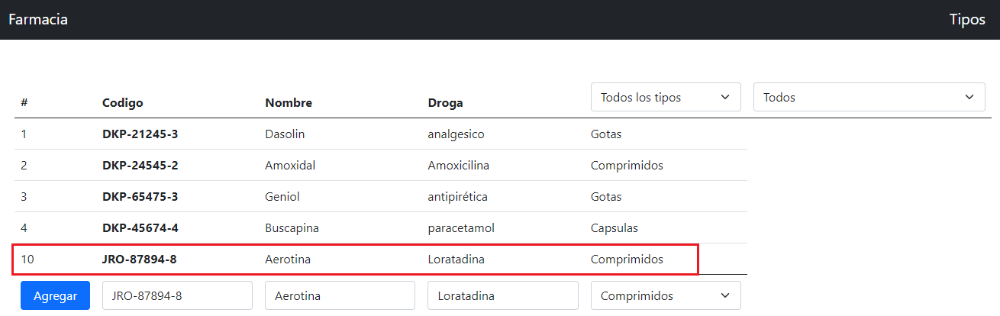 Farmacia Tipos
# Codigo Nombre Droga Todos los tipos Todos
1 DKP-21245-3 Dasolin analgesico Gotas
2 DKP-24545-2 Amoxidal Amoxicilina Comprimidos
3 DKP-65475-3 Geniol antipirética Gotas
4 DKP-45674-4 Buscapina paracetamol Capsulas
10 JRO-87894-8 Aerotina Loratadina Comprimidos
Agregar JRO-87894-8 Aerotina Loratadina Comprimidos